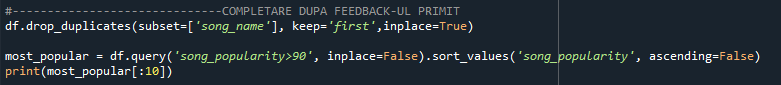 #------------------------------COMPLETARE DUPA FEEDBACK-UL PRIMIT
df.drop_duplicates(subset=['song_name'], keep='first',inplace=True)
most_popular = df.query('song_popularity>90', inplace=False).sort_values('song_popularity', ascending=False)
print(most_popular[:10])